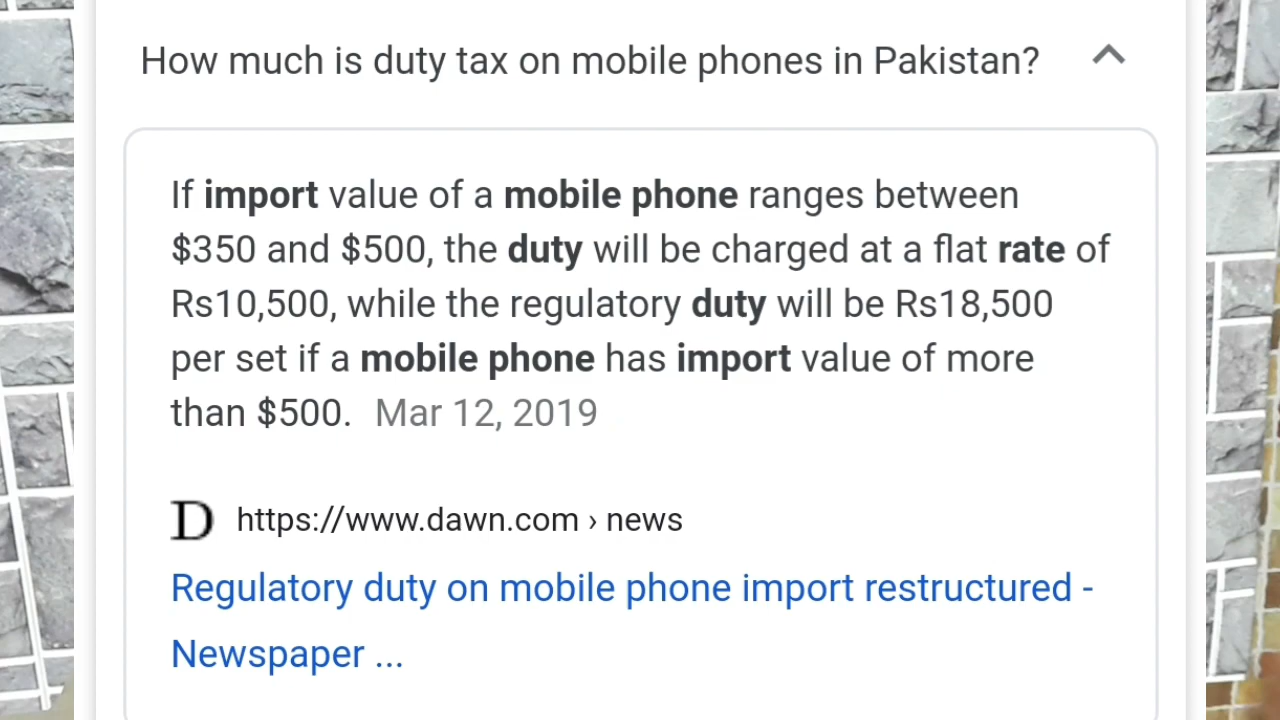 How much is duty tax on mobile phones in Pakistan?
If import value of a mobile phone ranges between
$350 and $500, the duty will be charged at a flat rate of
Rs10,500, while the regulatory duty will be Rs18,500
per set if a mobile phone has import value of more
than $500. Mar 12, 2019
D https://www.dawn.com › news
Regulatory duty on mobile phone import restructured -
Newspaper ...